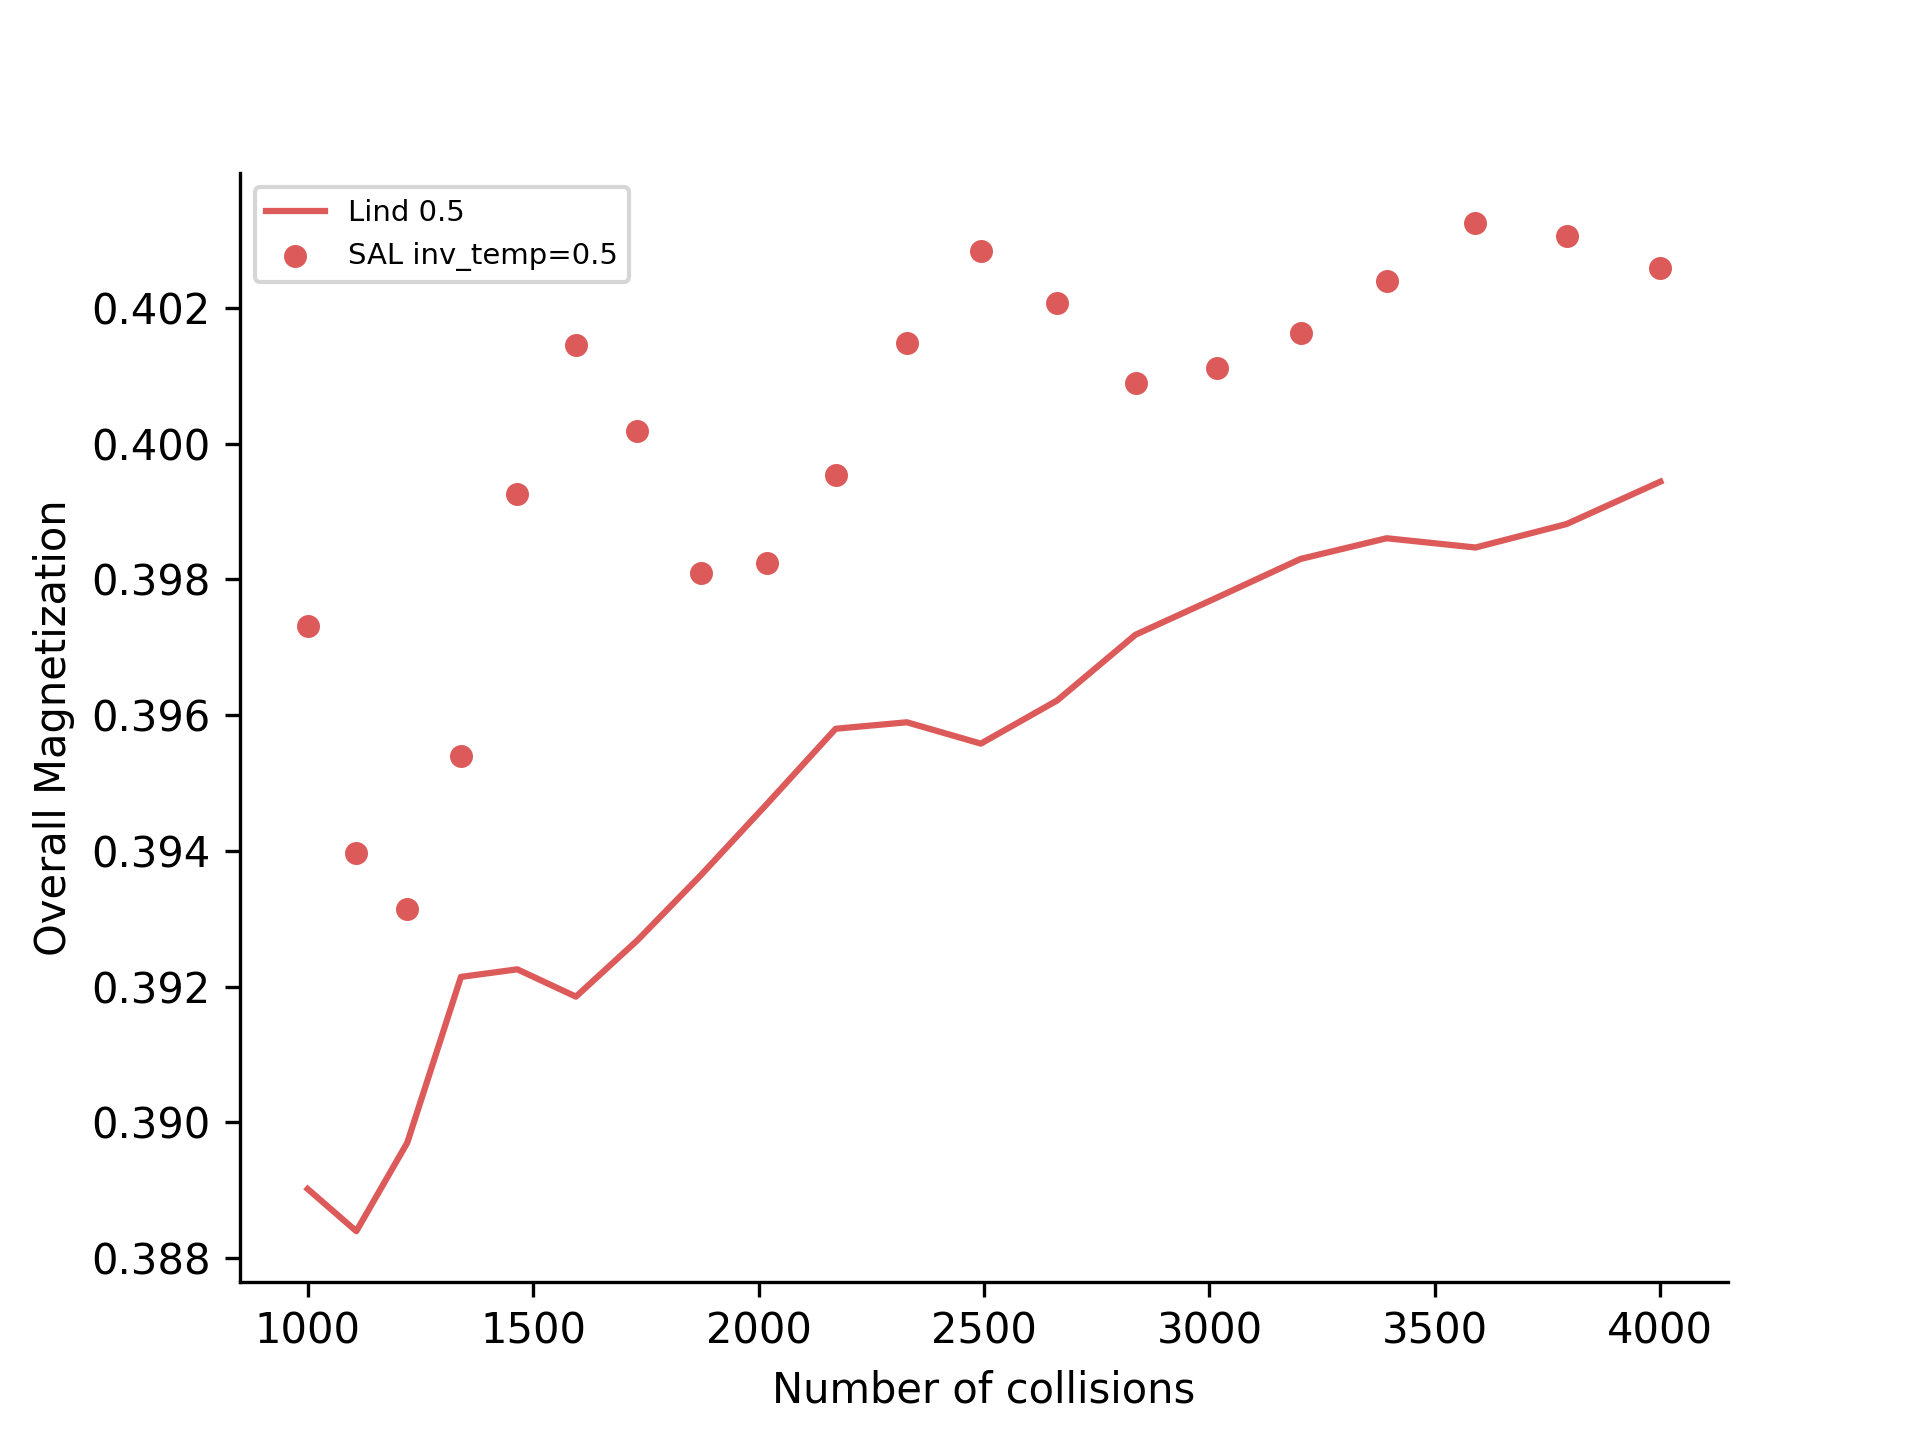 Lind 0.5
SAL inv_temp=0.5
Overall Magnetization
0.402
0.400
0.398
0.396
0.394
0.392
0.390
0.388
1000 1500 2000 2500 3000 3500 4000
Number of collisions